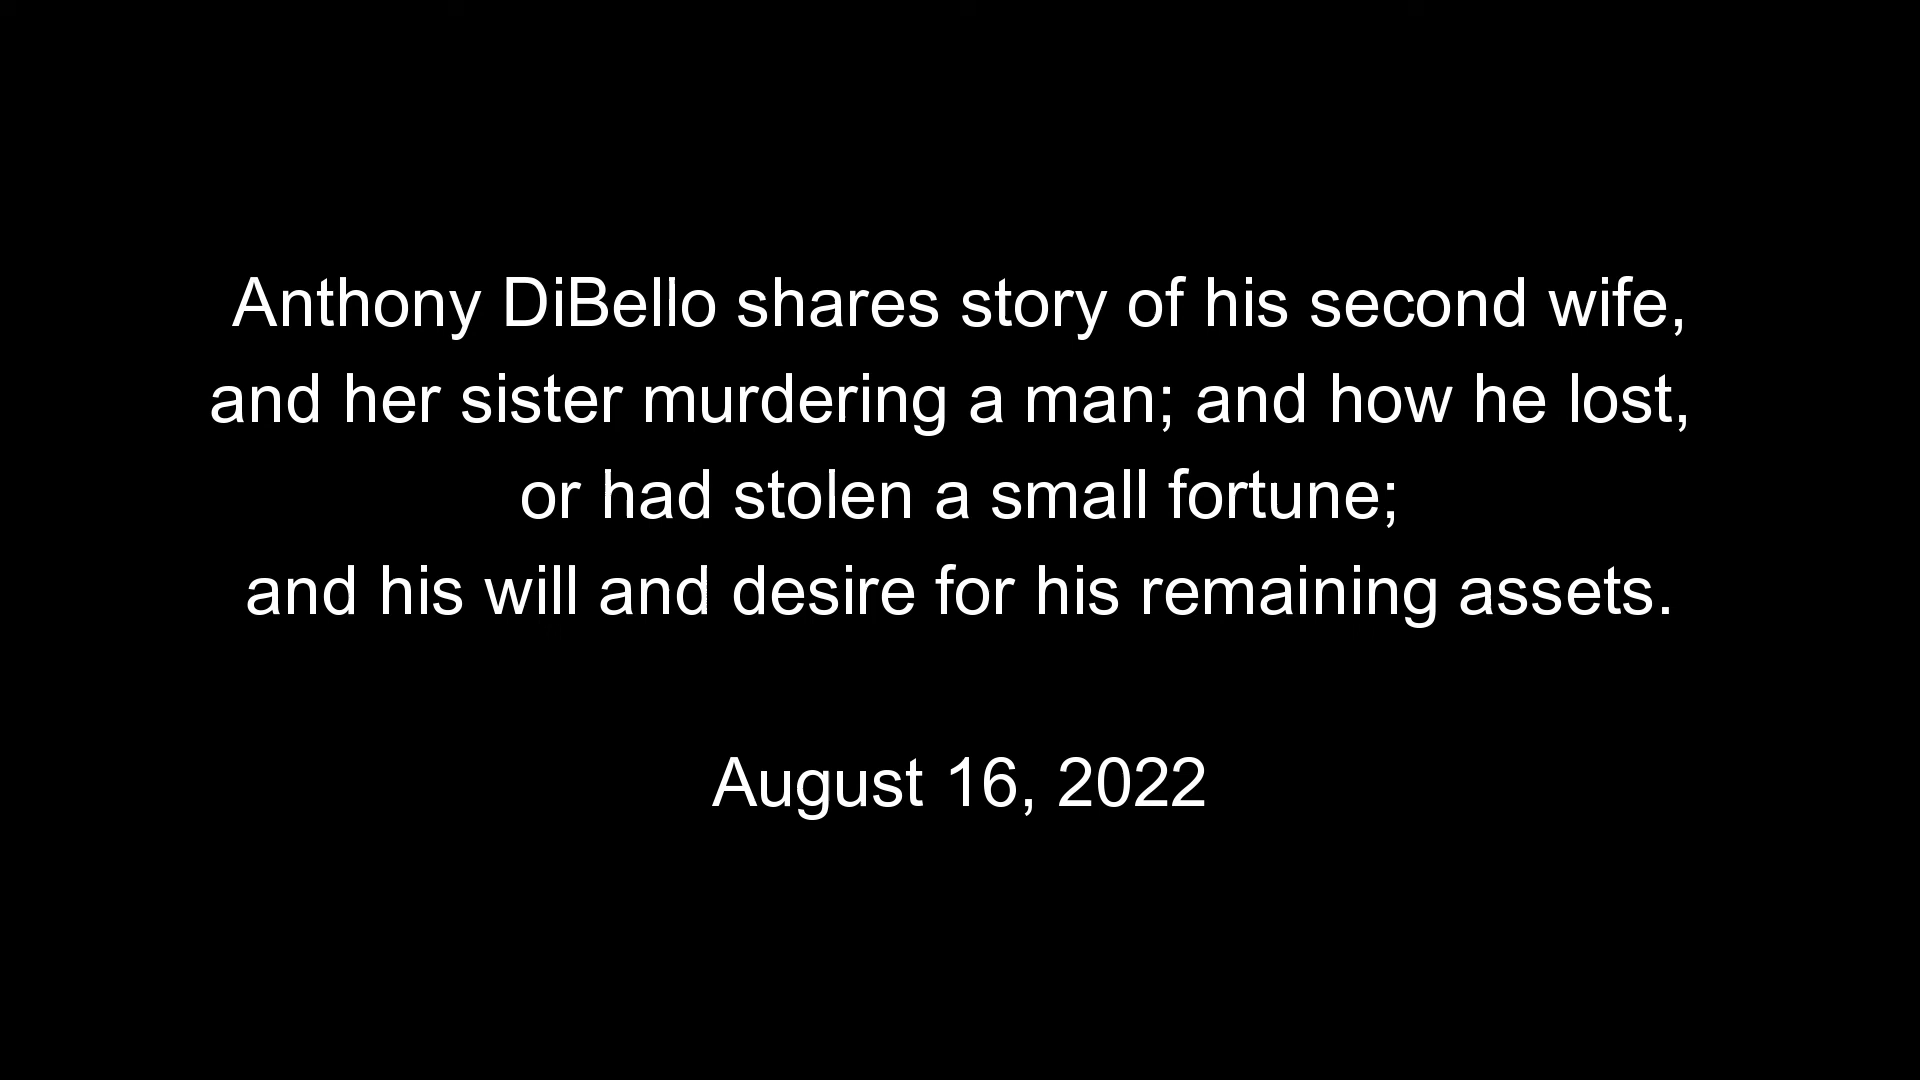 Anthony DiBello shares story of his second wife,
and her sister murdering a man; and how he lost,
or had stolen a small fortune;
and his will and desire for his remaining assets.
August 16, 2022